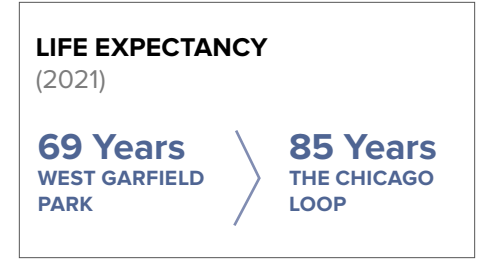 LIFE EXPECTANCY
(2021)
69 Years
WEST GARFIELD
PARK
85 Years
THE CHICAGO
LOOP